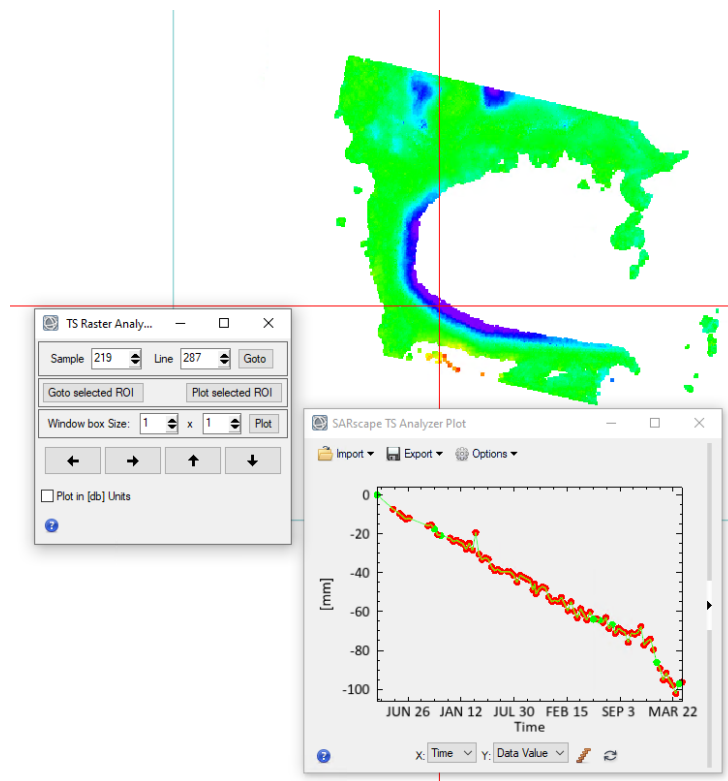 TS Raster Analy...
Sample 219 Line 287 Goto
Goto selected ROI Plot selected ROI
Window box Size: 1 x 1 Plot
Plot in [db] Units
?
SARscape TS Analyzer Plot
Import Export Options
0
-20
-40
-60
-80
-100
[mm]
JUN 26 JAN 12 JUL 30 FEB 15 SEP 3 MAR 22
Time
? X: Time Y: Data Value